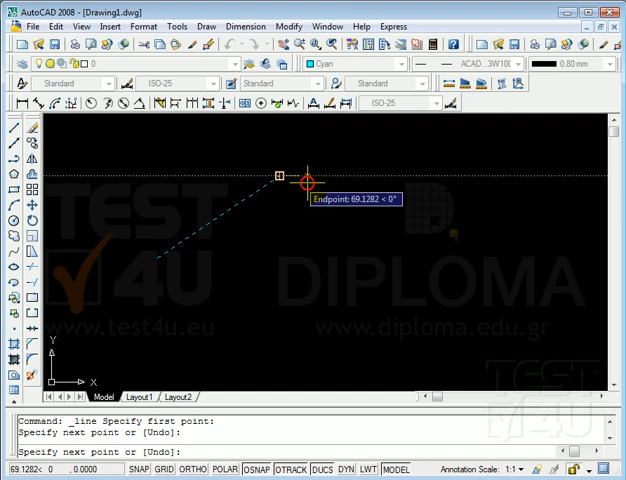 AutoCAD 2008 - [Drawing1.dwg]
File Edit View Insert Format Tools Draw Dimension Modify Window Help Express
0 Cyan ACAD...3W100 0.80 mm
Standard ISO-25 Standard Standard
ISO-25
Endpoint: 69.1282 < 0°
TEST 4U DIPLOMA
www.test4u.eu www.diploma.edu.gr
Y
X
TEST 4U
Model Layout1 Layout2
Command: _line Specify first point:
Specify next point or [Undo]:
Specify next point or [Undo]:
69.1282< 0 , 0.0000 SNAP GRID ORTHO POLAR OSNAP OTRACK DUCS DYN LWT MODEL Annotation Scale: 1:1